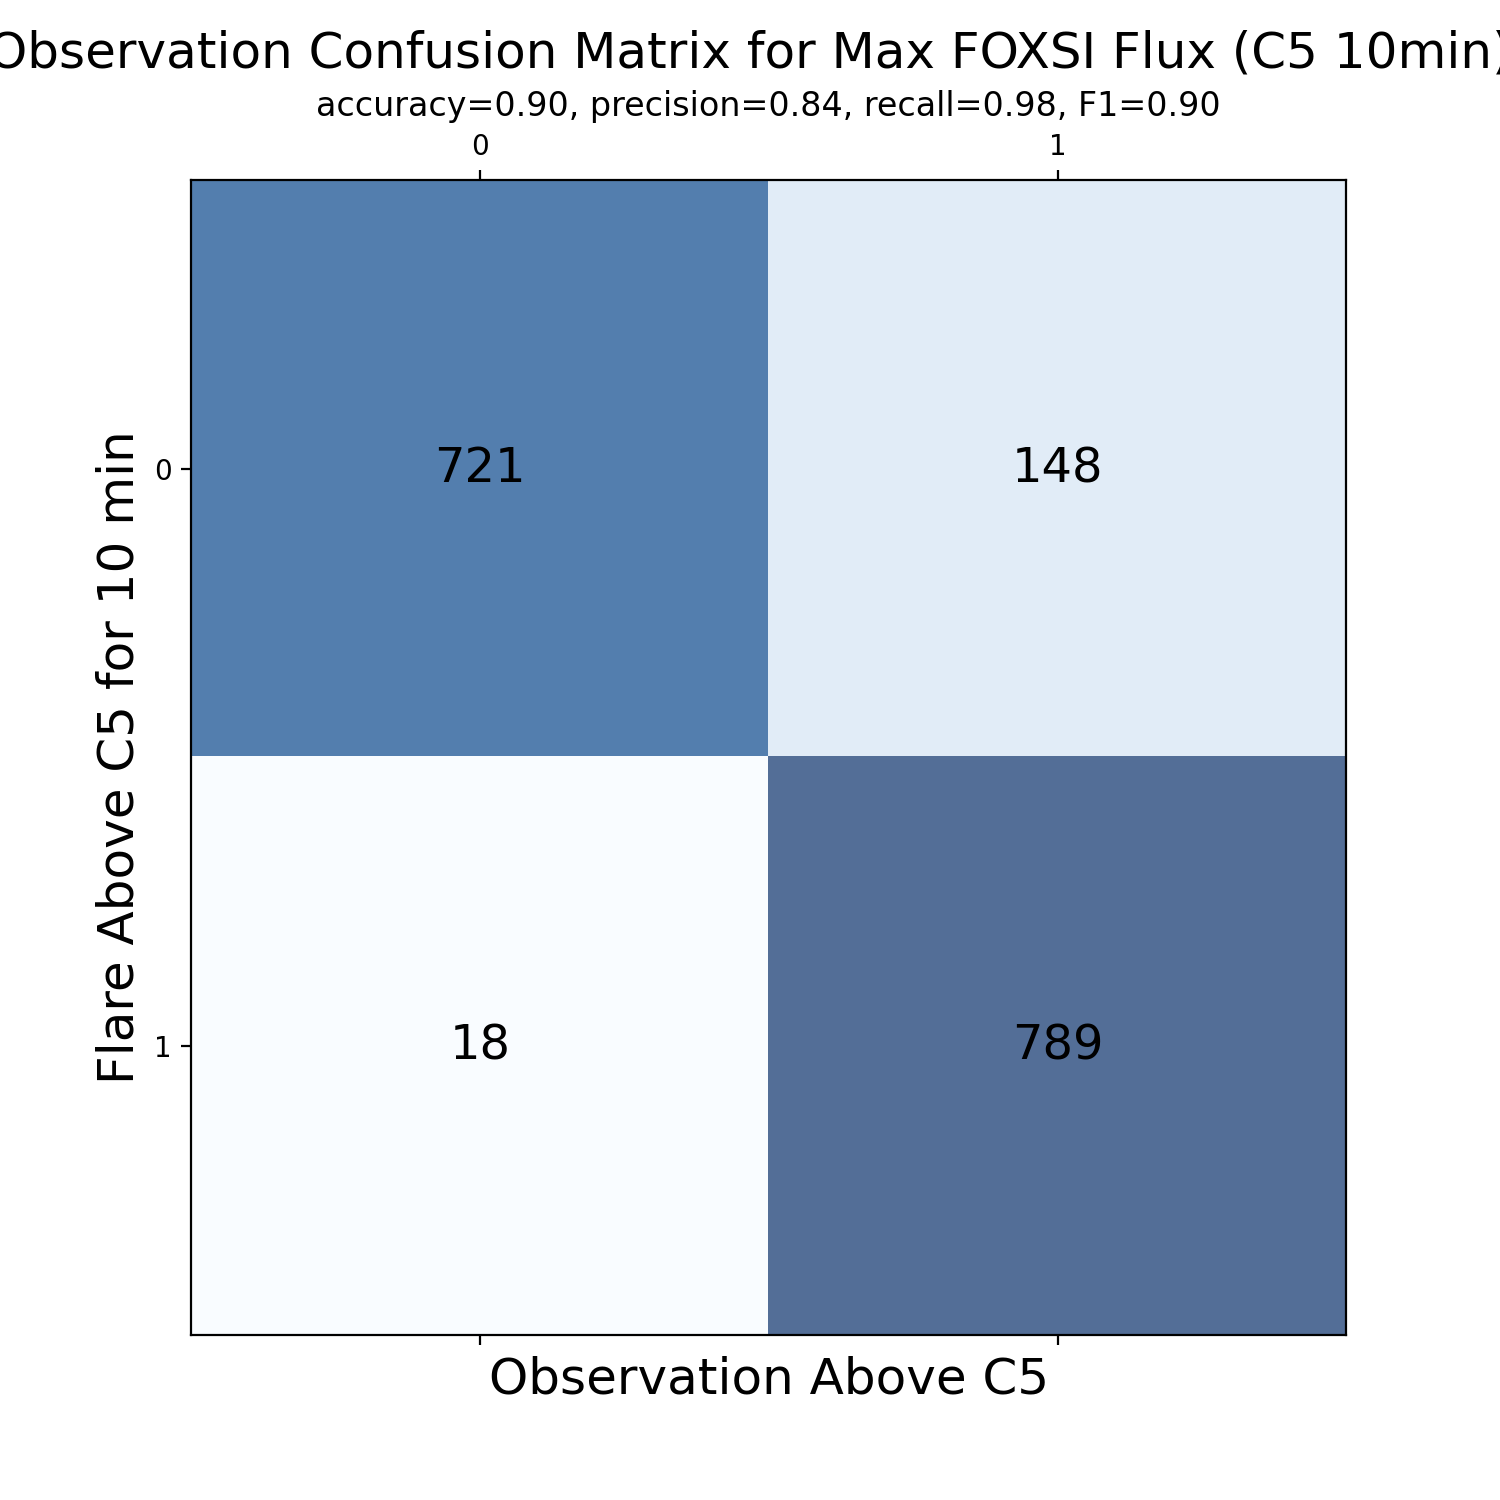 Observation Confusion Matrix for Max FOXSI Flux (C5 10min)
accuracy=0.90, precision=0.84, recall=0.98, F1=0.90
0 1
Flare Above C5 for 10 min
0
721 148
1
18 789
Observation Above C5